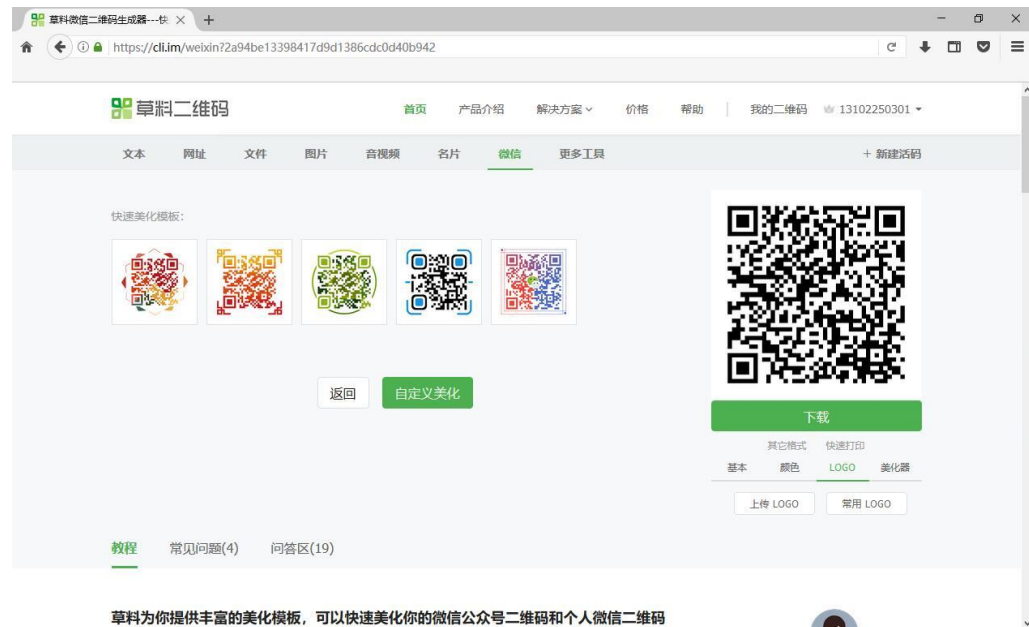 草料微信二维码生成器---快
https://cli.im/weixin?2a94be13398417d9d1386cdc0d40b942
草料二维码 首页 产品介绍 解决方案 价格 帮助 我的二维码 13102250301
文本 网址 文件 图片 音视频 名片 微信 更多工具 + 新建活码
快速美化模板:
返回 自定义美化
下载
其它格式 快速打印
基本 颜色 LOGO 美化器
上传 LOGO 常用 LOGO
教程 常见问题(4) 问答区(19)
草料为你提供丰富的美化模板，可以快速美化你的微信公众号二维码和个人微信二维码